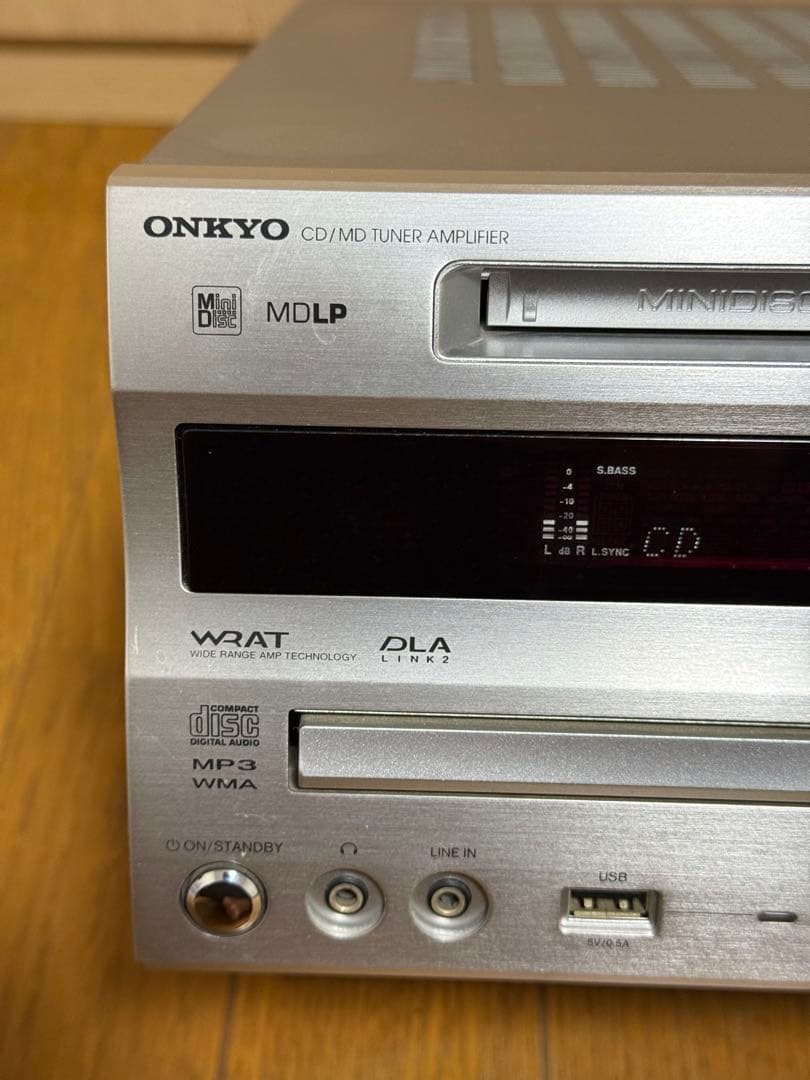 ONKYO CD/MD TUNER AMPLIFIER
Mini Disc
MDLP
MINIDISC
0
-4
-10
-20
-40
-∞
S.BASS
L dB R L.SYNC
CD
WRAT
WIDE RANGE AMP TECHNOLOGY
DLA
LINK2
COMPACT
disc
DIGITAL AUDIO
MP3
WMA
ON/STANDBY
LINE IN
USB
5V/0.5A